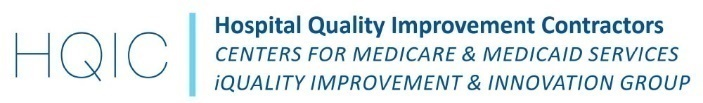 HQIC
Hospital Quality Improvement Contractors
CENTERS FOR MEDICARE & MEDICAID SERVICES
iQUALITY IMPROVEMENT & INNOVATION GROUP